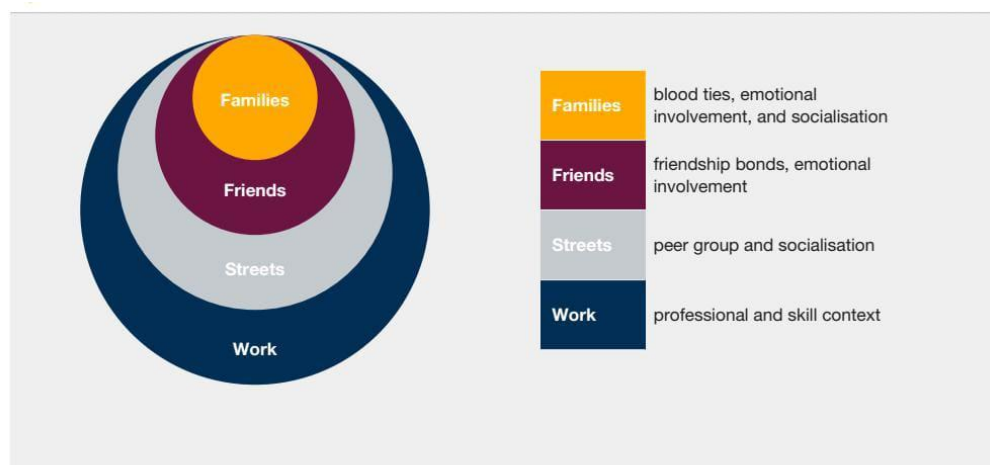 Families
Friends
Streets
Work
Families
blood ties, emotional
involvement, and socialisation
Friends
friendship bonds, emotional
involvement
Streets
peer group and socialisation
Work
professional and skill context